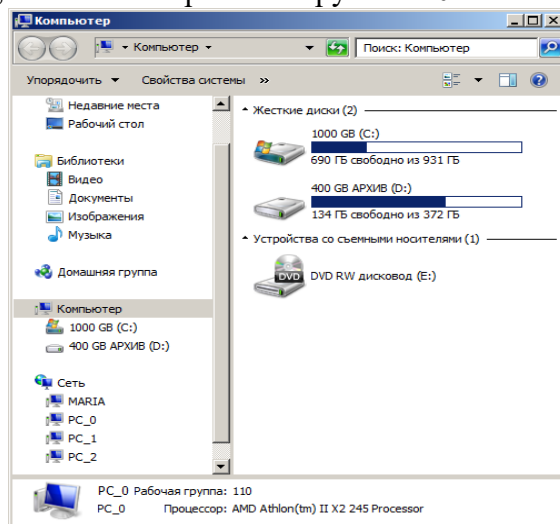 Компьютер
Компьютер
Поиск: Компьютер
Упорядочить
Свойства системы »
Недавние места
Рабочий стол
Библиотеки
Видео
Документы
Изображения
Музыка
Домашняя группа
Компьютер
1000 GB (C:)
400 GB АРХИВ (D:)
Сеть
MARIA
PC_0
PC_1
PC_2
Жесткие диски (2)
1000 GB (C:)
690 ГБ свободно из 931 ГБ
400 GB АРХИВ (D:)
134 ГБ свободно из 372 ГБ
Устройства со съемными носителями (1)
DVD
DVD RW дисковод (E:)
PC_0 Рабочая группа: 110
PC_0 Процессор: AMD Athlon(tm) II X2 245 Processor